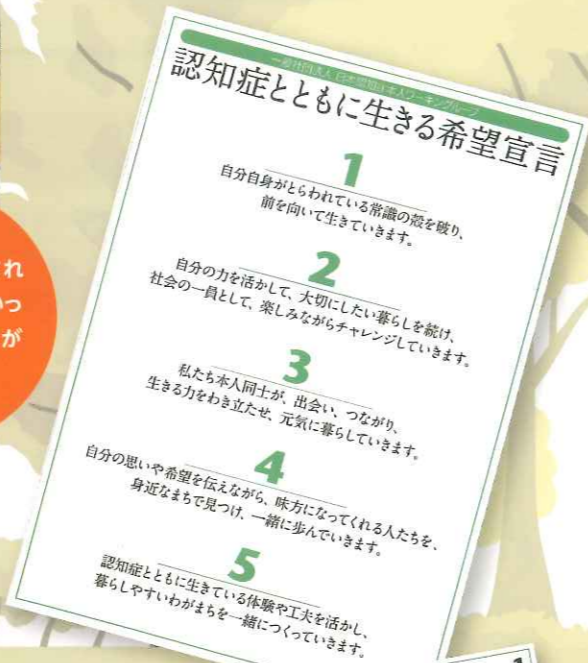 一般社団法人 日本認知症本人ワーキンググループ
認知症とともに生きる希望宣言
1
自分自身がとらわれている常識の殻を破り、
前を向いて生きていきます。
2
自分の力を活かして、大切にしたい暮らしを続け、
社会の一員として、楽しみながらチャレンジしていきます。
3
私たち本人同士が、出会い、つながり、
生きる力をわき立たせ、元気に暮らしていきます。
4
自分の思いや希望を伝えながら、味方になってくれる人たちを、
身近なまちで見つけ、一緒に歩んでいきます。
5
認知症とともに生きている体験や工夫を活かし、
暮らしやすいわがまちを一緒につくっていきます。
れ
が